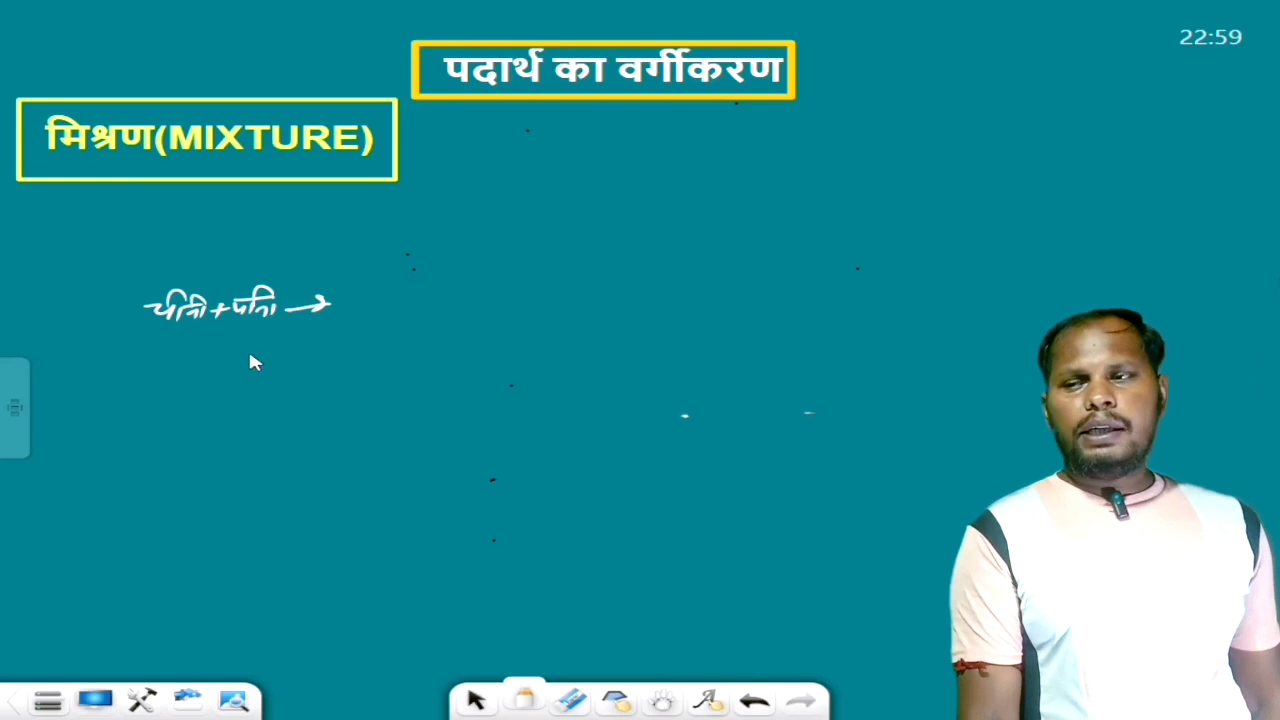 22:59
पदार्थ का वर्गीकरण
मिश्रण(MIXTURE)
चीनी+पानी →